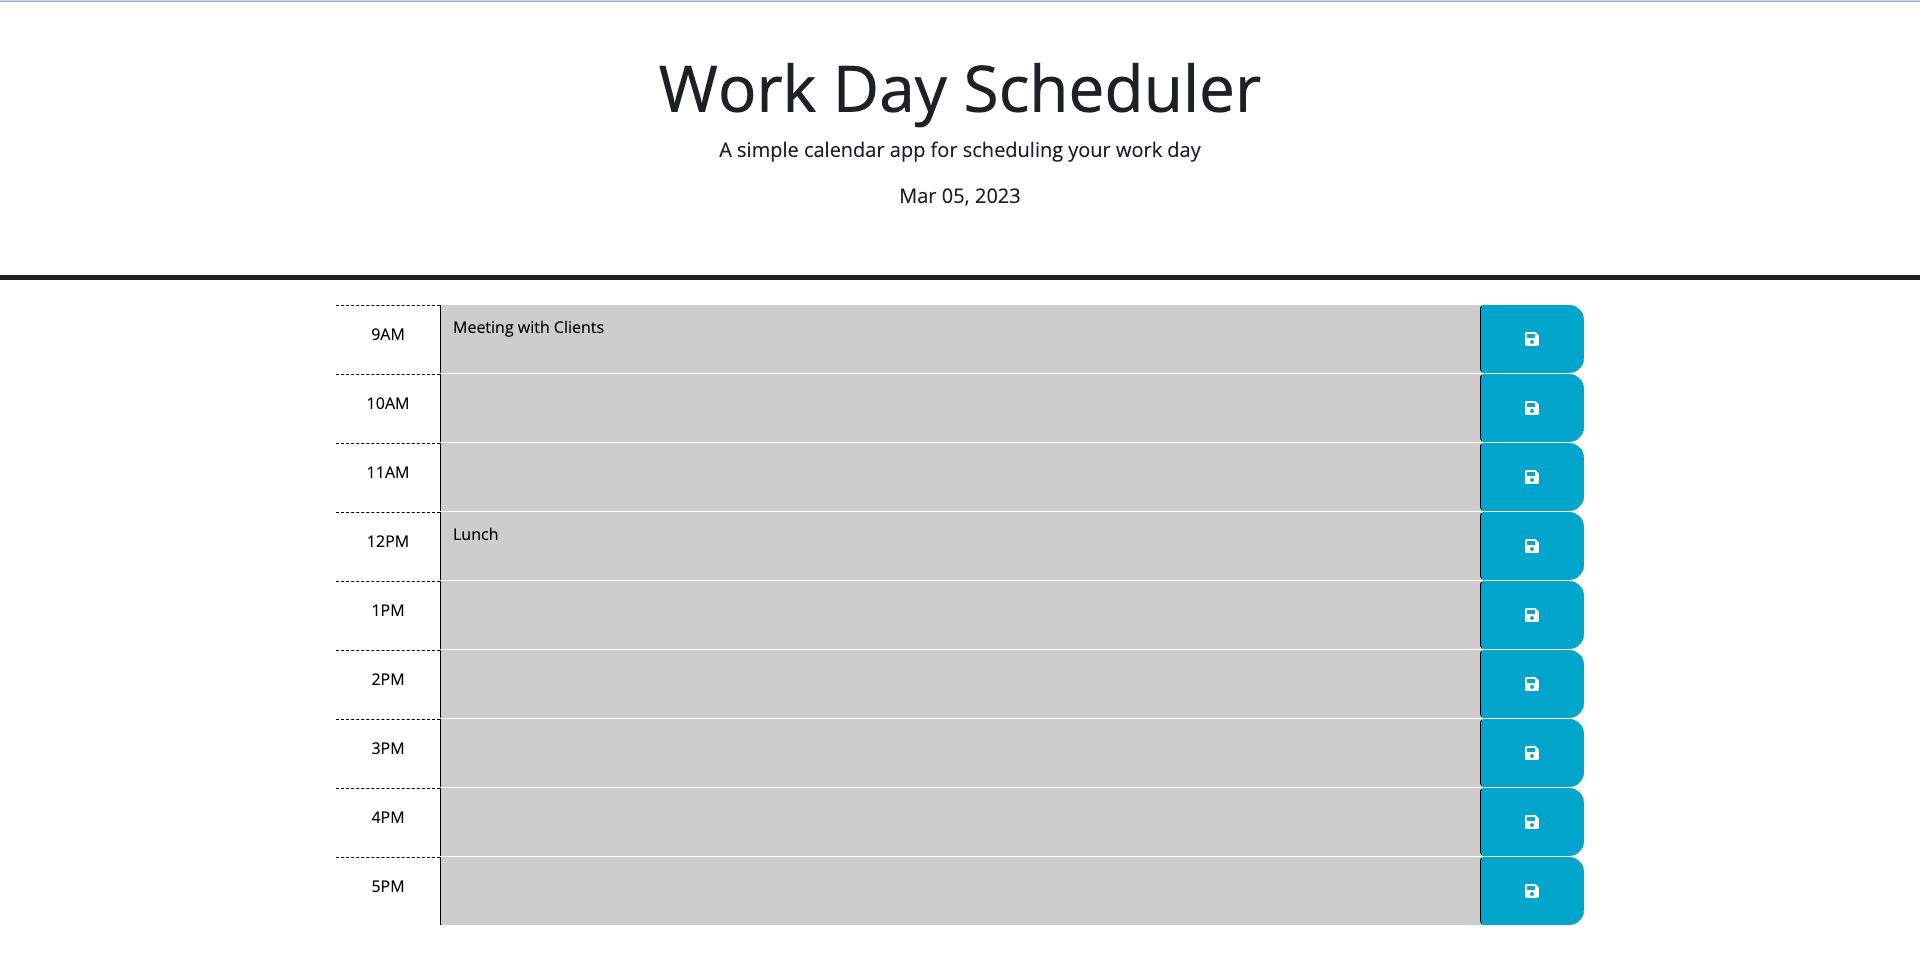 Work Day Scheduler
A simple calendar app for scheduling your work day
Mar 05, 2023
9AM Meeting with Clients
10AM
11AM
12PM Lunch
1PM
2PM
3PM
4PM
5PM